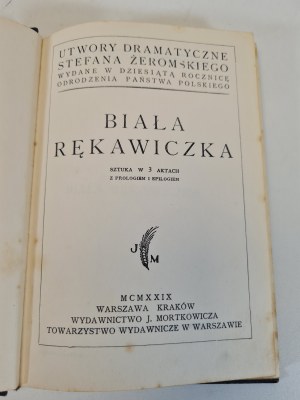 UTWORY DRAMATYCZNE
STEFANA ŻEROMSKIEGO
WYDANE W DZIESIĄTĄ ROCZNICĘ
ODRODZENIA PAŃSTWA POLSKIEGO
BIAŁA
RĘKAWICZKA
SZTUKA W 3 AKTACH
Z PROLOGIEM I EPILOGIEM
J M
MCMXXIX
WARSZAWA KRAKÓW
WYDAWNICTWO J. MORTKOWICZA
TOWARZYSTWO WYDAWNICZE W WARSZAWIE